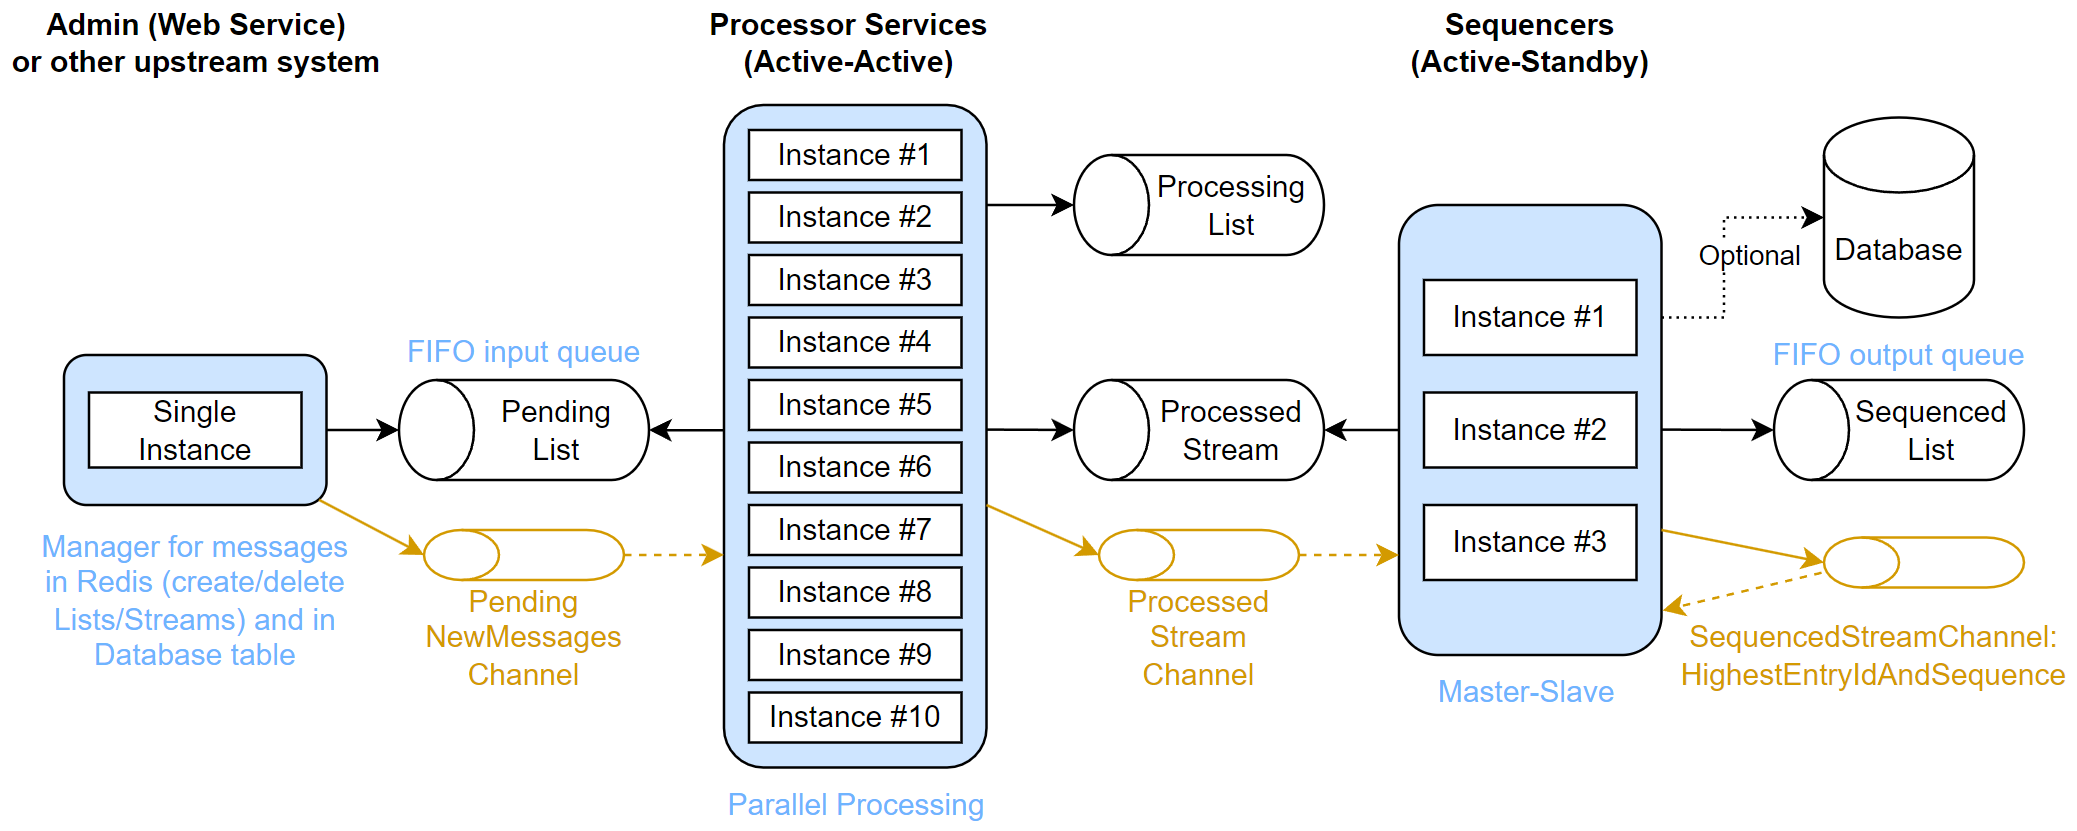 Admin (Web Service)
or other upstream system
Processor Services
(Active-Active)
Sequencers
(Active-Standby)
Instance #1
Instance #2
Instance #3
Instance #4
Instance #5
Instance #6
Instance #7
Instance #8
Instance #9
Instance #10
Parallel Processing
Single
Instance
Manager for messages
in Redis (create/delete
Lists/Streams) and in
Database table
FIFO input queue
Pending
List
Pending
NewMessages
Channel
Processing
List
Processed
Stream
Processed
Stream
Channel
Instance #1
Instance #2
Instance #3
Master-Slave
Optional
Database
FIFO output queue
Sequenced
List
SequencedStreamChannel:
HighestEntryIdAndSequence